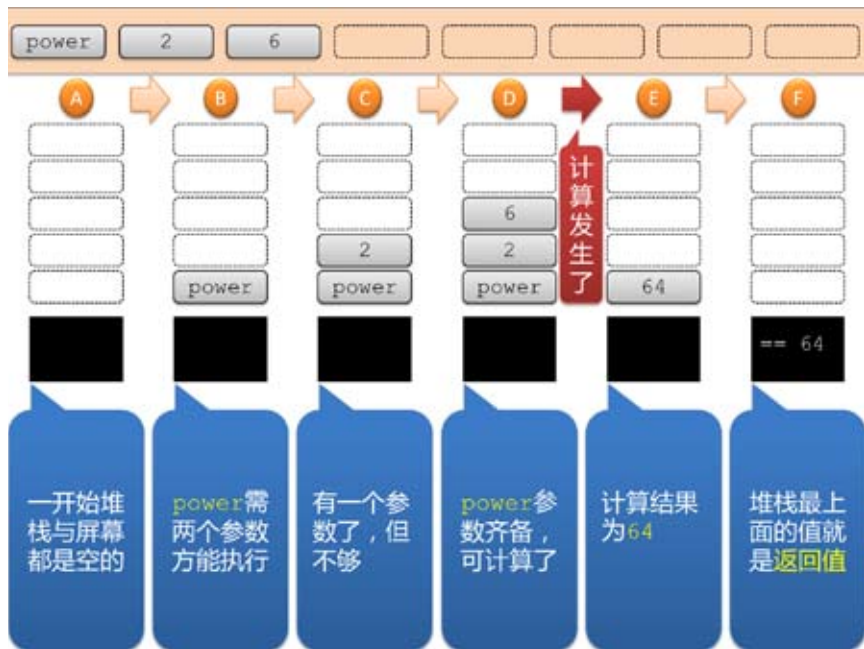 power 2 6
A B C D E F
计
算
发
生
了
6
2 2
power power power 64
== 64
一开始堆
栈与屏幕
都是空的
power需
两个参数
方能执行
有一个参
数了,但
不够
power参
数齐备,
可计算了
计算结果
为64
堆栈最上
面的值就
是返回值